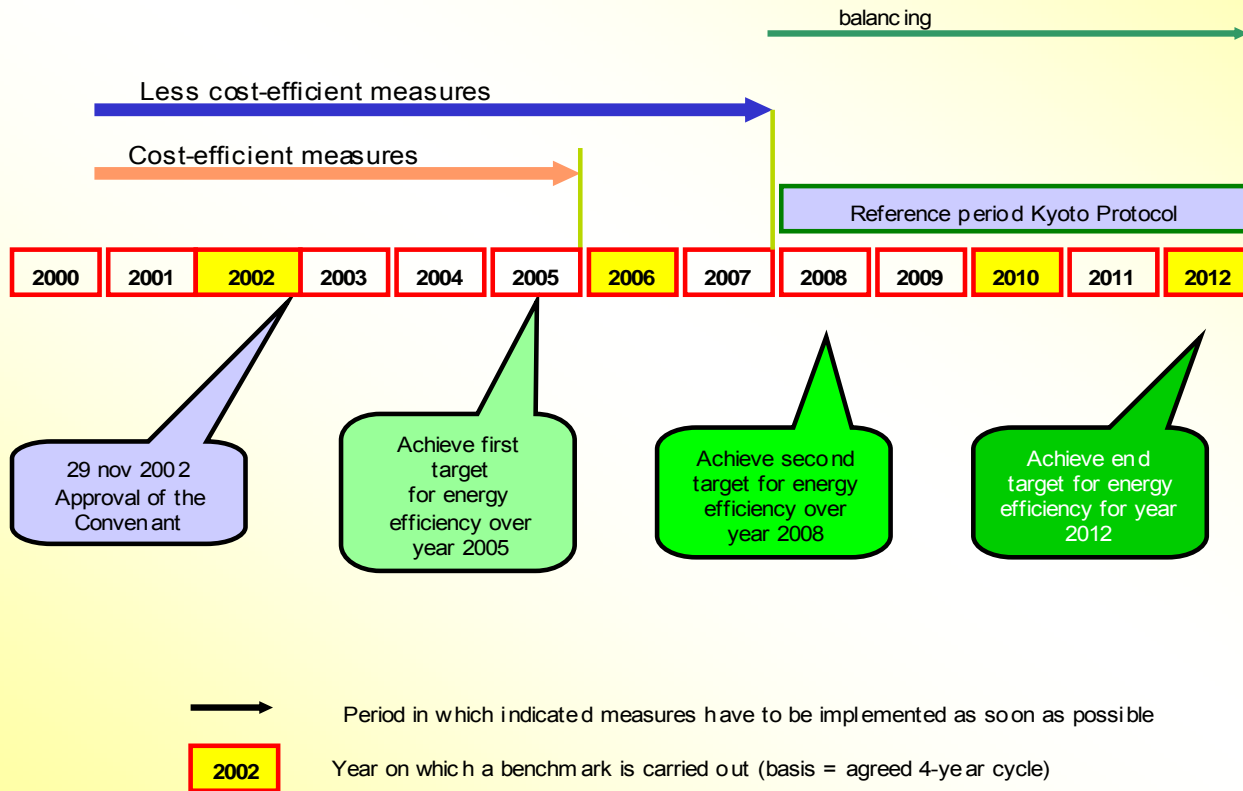 balancing
Less cost-efficient measures
Cost-efficient measures
Reference period Kyoto Protocol
2000 2001 2002 2003 2004 2005 2006 2007 2008 2009 2010 2011 2012
29 nov 2002
Approval of the
Convenant
Achieve first
target
for energy
efficiency over
year 2005
Achieve second
target for energy
efficiency over
year 2008
Achieve end
target for energy
efficiency for year
2012
Period in which indicated measures have to be implemented as soon as possible
2002 Year on which a benchmark is carried out (basis = agreed 4-year cycle)